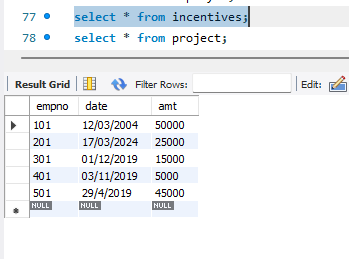 77 select * from incentives;
78 select * from project;
Result Grid Filter Rows: Edit:
empno date amt
101 12/03/2004 50000
201 17/03/2024 25000
301 01/12/2019 15000
401 03/11/2019 5000
501 29/4/2019 45000
NULL NULL NULL